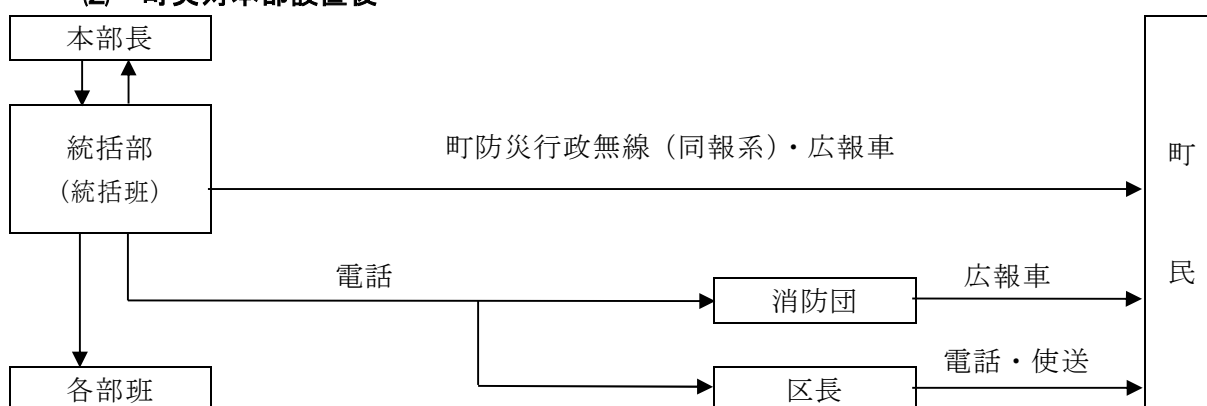 本部長
統括部
(統括班)
町防災行政無線（同報系）・広報車
町
民
電話
消防団
広報車
各部班
区長
電話・使送